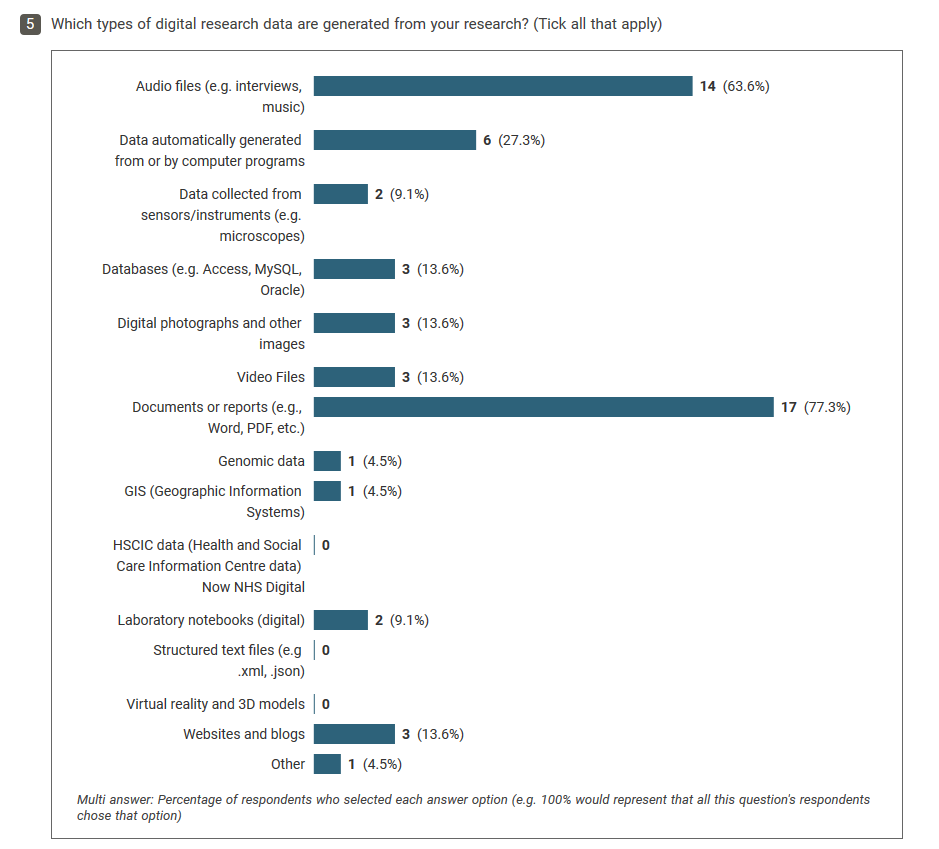 5 Which types of digital research data are generated from your research? (Tick all that apply)
Audio files (e.g. interviews,
music)
14 (63.6%)
Data automatically generated
from or by computer programs
6 (27.3%)
Data collected from
sensors/instruments (e.g.
microscopes)
2 (9.1%)
Databases (e.g. Access, MySQL,
Oracle)
3 (13.6%)
Digital photographs and other
images
3 (13.6%)
Video Files 3 (13.6%)
Documents or reports (e.g.,
Word, PDF, etc.)
17 (77.3%)
Genomic data 1 (4.5%)
GIS (Geographic Information
Systems)
1 (4.5%)
HSCIC data (Health and Social
Care Information Centre data)
Now NHS Digital
0
Laboratory notebooks (digital) 2 (9.1%)
Structured text files (e.g
.xml, .json)
0
Virtual reality and 3D models 0
Websites and blogs 3 (13.6%)
Other 1 (4.5%)
Multi answer: Percentage of respondents who selected each answer option (e.g. 100% would represent that all this question's respondents
chose that option)